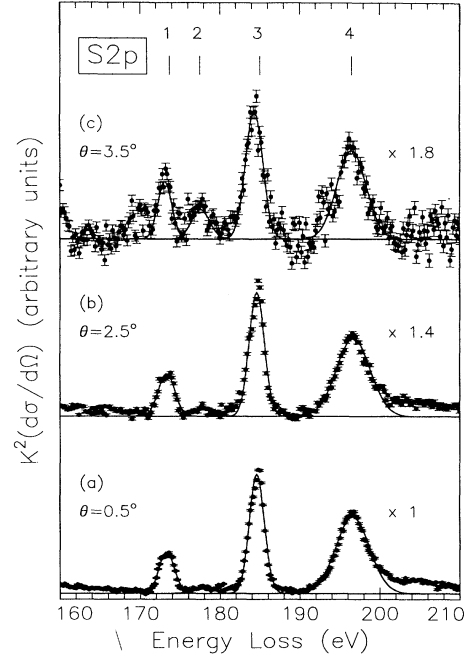 1 2 3 4
S2p
(c)
θ=3.5°
x 1.8
(b)
θ=2.5°
x 1.4
(a)
θ=0.5°
x 1
K²(dσ/dΩ) (arbitrary units)
160 170 180 190 200 210
\ Energy Loss (eV)